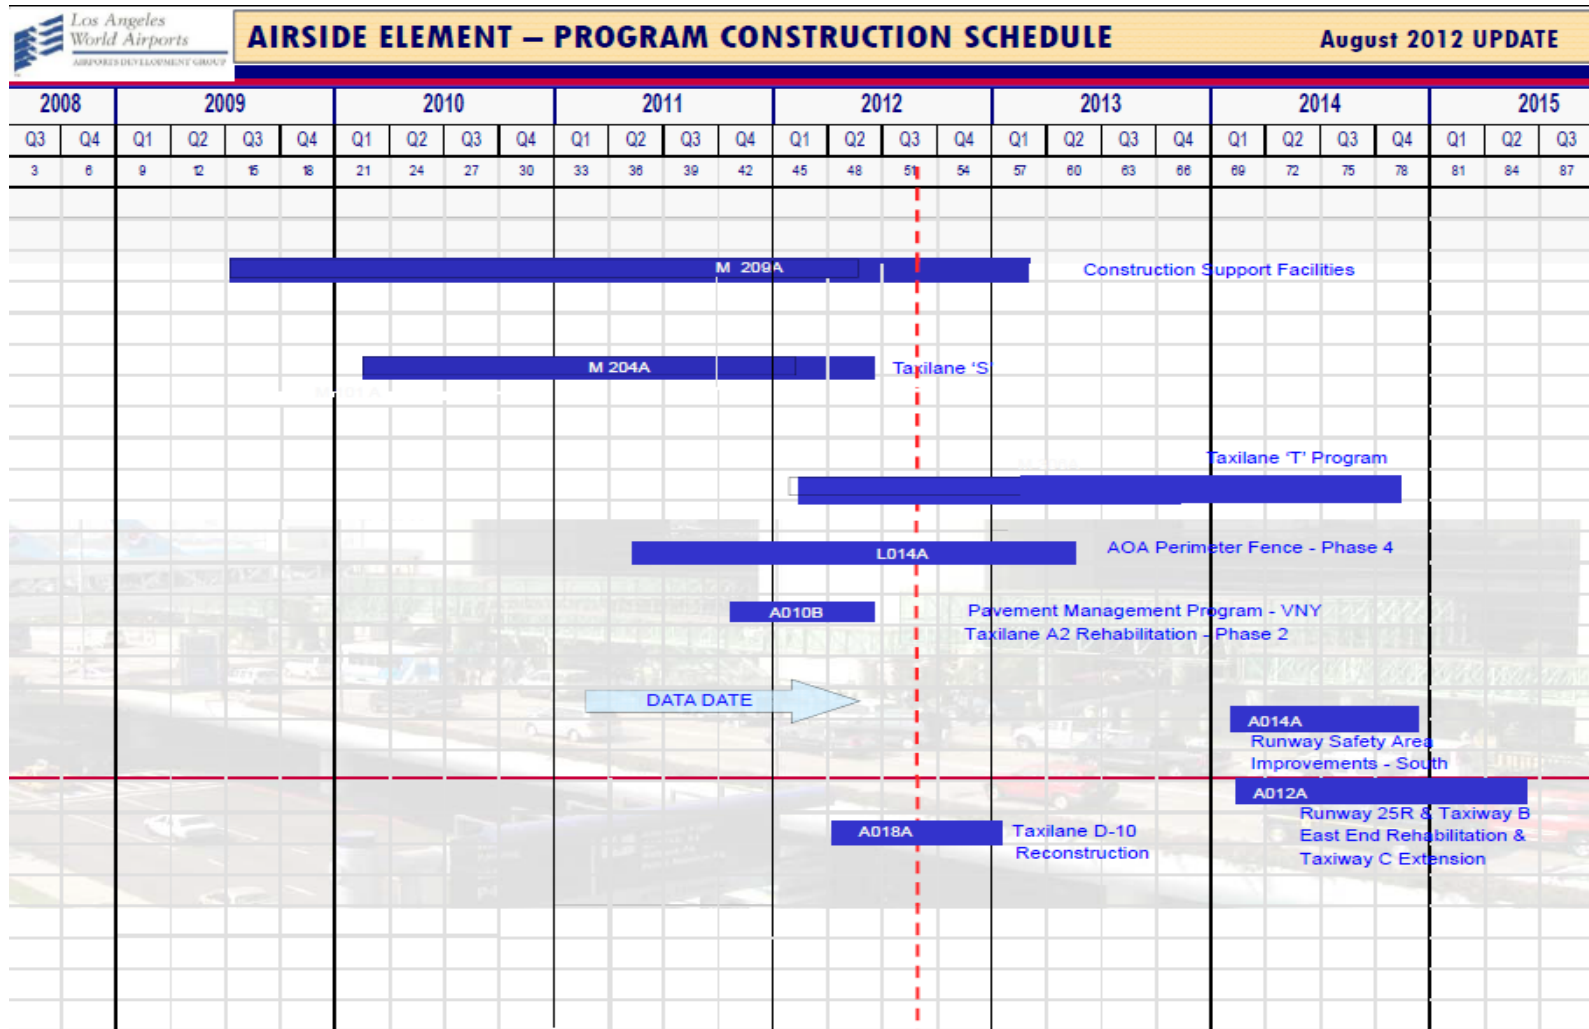 Los Angeles
World Airports
AIRPORTS DEVELOPMENT GROUP
AIRSIDE ELEMENT – PROGRAM CONSTRUCTION SCHEDULE
August 2012 UPDATE
2008 2009 2010 2011 2012 2013 2014 2015
Q3 Q4 Q1 Q2 Q3 Q4 Q1 Q2 Q3 Q4 Q1 Q2 Q3 Q4 Q1 Q2 Q3 Q4 Q1 Q2 Q3 Q4 Q1 Q2 Q3 Q4 Q1 Q2 Q3
3 6 9 12 15 18 21 24 27 30 33 36 39 42 45 48 51 54 57 60 63 66 69 72 75 78 81 84 87
M 209A
Construction Support Facilities
M 204A
Taxilane ‘S’
Taxilane ‘T’ Program
L014A
AOA Perimeter Fence - Phase 4
A010B
Pavement Management Program - VNY
Taxilane A2 Rehabilitation - Phase 2
DATA DATE
A014A
Runway Safety Area
Improvements - South
A012A
Runway 25R & Taxiway B
East End Rehabilitation &
Taxiway C Extension
A018A
Taxilane D-10
Reconstruction